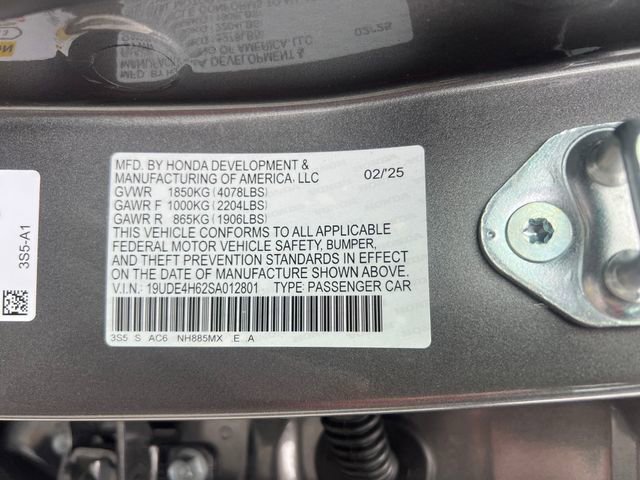 MFD. BY HONDA DEVELOPMENT &
MANUFACTURING OF AMERICA, LLC 02/'25
GVWR 1850KG (4078LBS)
GAWR F 1000KG (2204LBS)
GAWR R 865KG (1906LBS)
THIS VEHICLE CONFORMS TO ALL APPLICABLE
FEDERAL MOTOR VEHICLE SAFETY, BUMPER,
AND THEFT PREVENTION STANDARDS IN EFFECT
ON THE DATE OF MANUFACTURE SHOWN ABOVE.
V.I.N: 19UDE4H62SA012801 TYPE: PASSENGER CAR
3S5 S AC6 NH885MX E A
3S5-A1